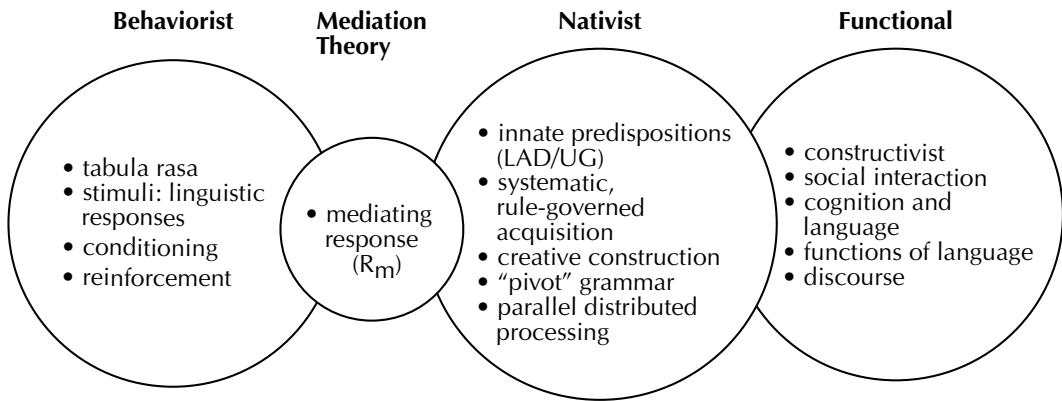 Behaviorist
Mediation
Theory
Nativist
Functional
• tabula rasa
• stimuli: linguistic
responses
• conditioning
• reinforcement
• mediating
response
(Rm)
• innate predispositions
(LAD/UG)
• systematic,
rule-governed
acquisition
• creative construction
• “pivot” grammar
• parallel distributed
processing
• constructivist
• social interaction
• cognition and
language
• functions of language
• discourse